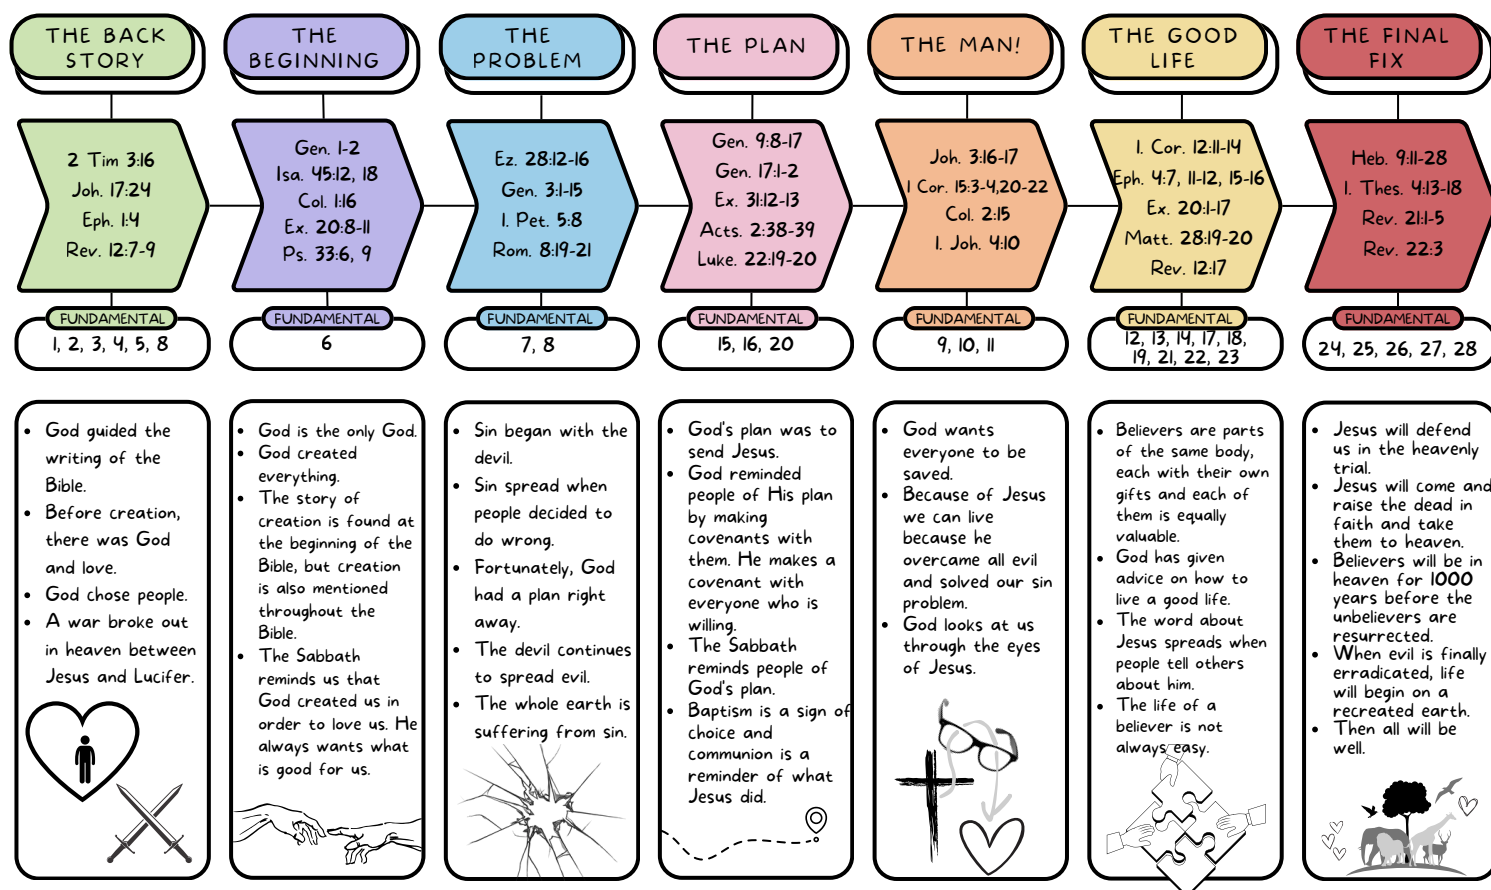 THE BACK
STORY
2 Tim 3:16
Joh. 17:24
Eph. 1:4
Rev. 12:7-9
FUNDAMENTAL
1, 2, 3, 4, 5, 8
• God guided the
writing of the
Bible.
• Before creation,
there was God
and love.
• God chose people.
• A war broke out
in heaven between
Jesus and Lucifer.
THE
BEGINNING
Gen. 1-2
Isa. 45:12, 18
Col. 1:16
Ex. 20:8-11
Ps. 33:6, 9
FUNDAMENTAL
6
• God is the only God.
• God created
everything.
• The story of
creation is found at
the beginning of the
Bible, but creation
is also mentioned
throughout the
Bible.
• The Sabbath
reminds us that
God created us in
order to love us. He
always wants what
is good for us.
THE
PROBLEM
Ez. 28:12-16
Gen. 3:1-15
1. Pet. 5:8
Rom. 8:19-21
FUNDAMENTAL
7, 8
• Sin began with the
devil.
• Sin spread when
people decided to
do wrong.
• Fortunately, God
had a plan right
away.
• The devil continues
to spread evil.
• The whole earth is
suffering from sin.
THE PLAN
Gen. 9:8-17
Gen. 17:1-2
Ex. 31:12-13
Acts. 2:38-39
Luke. 22:19-20
FUNDAMENTAL
15, 16, 20
• God's plan was to
send Jesus.
• God reminded
people of His plan
by making
covenants with
them. He makes a
covenant with
everyone who is
willing.
• The Sabbath
reminds people of
God's plan.
• Baptism is a sign of
choice and
communion is a
reminder of what
Jesus did.
THE MAN!
Joh. 3:16-17
1 Cor. 15:3-4,20-22
Col. 2:15
1. Joh. 4:10
FUNDAMENTAL
9, 10, 11
• God wants
everyone to be
saved.
• Because of Jesus
we can live
because he
overcame all evil
and solved our sin
problem.
• God looks at us
through the eyes
of Jesus.
THE GOOD
LIFE
1. Cor. 12:11-14
Eph. 4:7, 11-12, 15-16
Ex. 20:1-17
Matt. 28:19-20
Rev. 12:17
FUNDAMENTAL
12, 13, 14, 17, 18,
19, 21, 22, 23
• Believers are parts
of the same body,
each with their own
gifts and each of
them is equally
valuable.
• God has given
advice on how to
live a good life.
• The word about
Jesus spreads when
people tell others
about him.
• The life of a
believer is not
always easy.
THE FINAL
FIX
Heb. 9:11-28
1. Thes. 4:13-18
Rev. 21:1-5
Rev. 22:3
FUNDAMENTAL
24, 25, 26, 27, 28
• Jesus will defend
us in the heavenly
trial.
• Jesus will come and
raise the dead in
faith and take
them to heaven.
• Believers will be in
heaven for 1000
years before the
unbelievers are
resurrected.
• When evil is finally
erradicated, life
will begin on a
recreated earth.
• Then all will be
well.